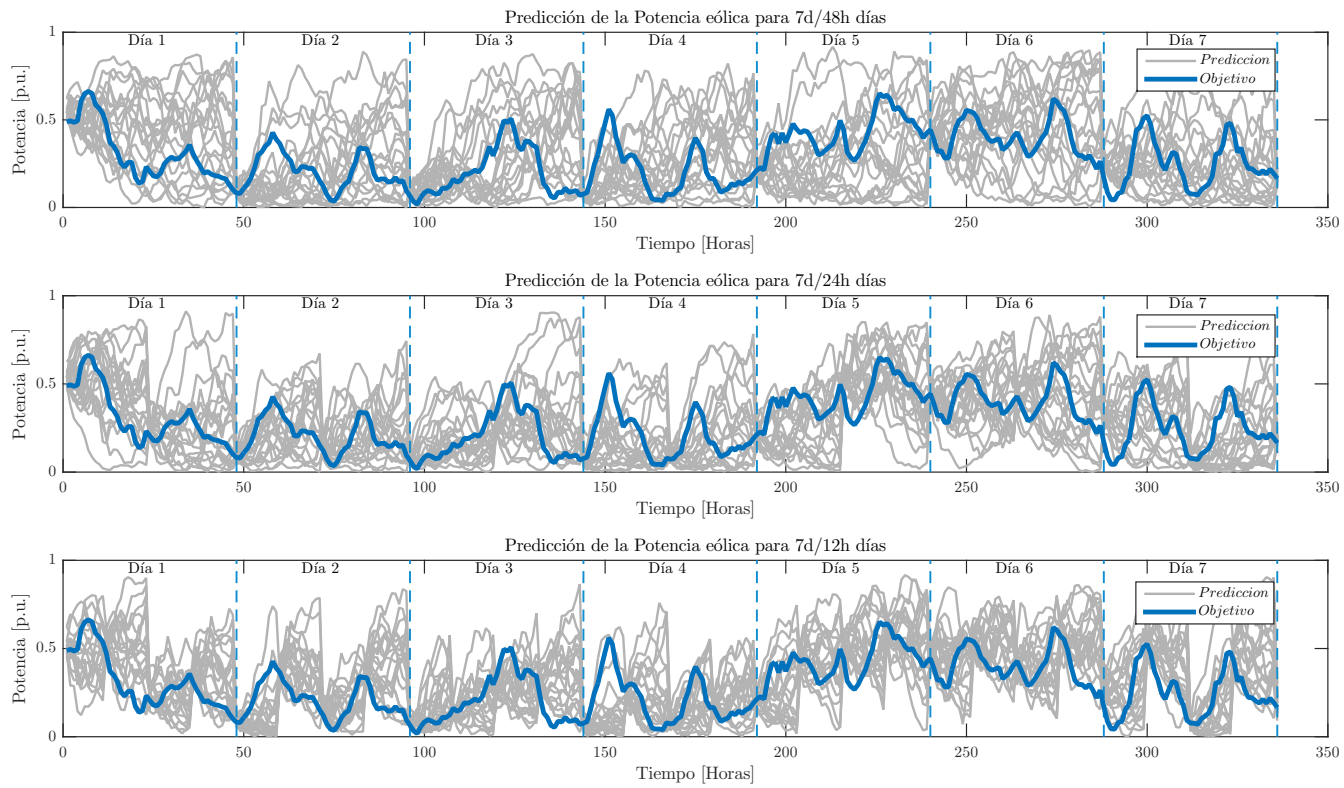 Predicción de la Potencia eólica para 7d/48h días
Día 1 Día 2 Día 3 Día 4 Día 5 Día 6 Día 7
Prediccion
Objetivo
Potencia [p.u.]
1
0.5
0
0 50 100 150 200 250 300 350
Tiempo [Horas]
Predicción de la Potencia eólica para 7d/24h días
Día 1 Día 2 Día 3 Día 4 Día 5 Día 6 Día 7
Prediccion
Objetivo
Potencia [p.u.]
1
0.5
0
0 50 100 150 200 250 300 350
Tiempo [Horas]
Predicción de la Potencia eólica para 7d/12h días
Día 1 Día 2 Día 3 Día 4 Día 5 Día 6 Día 7
Prediccion
Objetivo
Potencia [p.u.]
1
0.5
0
0 50 100 150 200 250 300 350
Tiempo [Horas]